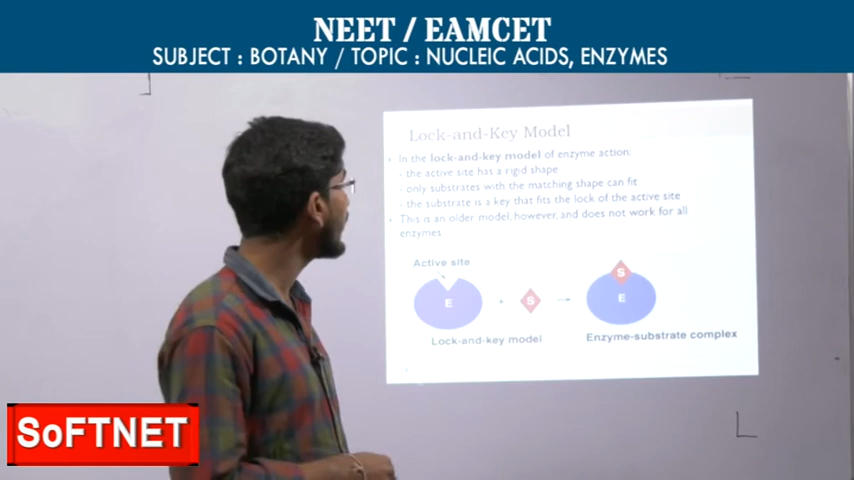 NEET / EAMCET
SUBJECT : BOTANY / TOPIC : NUCLEIC ACIDS, ENZYMES
Lock-and-Key Model
• In the lock-and-key model of enzyme action:
- the active site has a rigid shape
- only substrates with the matching shape can fit
- the substrate is a key that fits the lock of the active site
• This is an older model, however, and does not work for all
enzymes
Active site
E
+
S
→
S
E
Lock-and-key model
Enzyme-substrate complex
SoFTNET